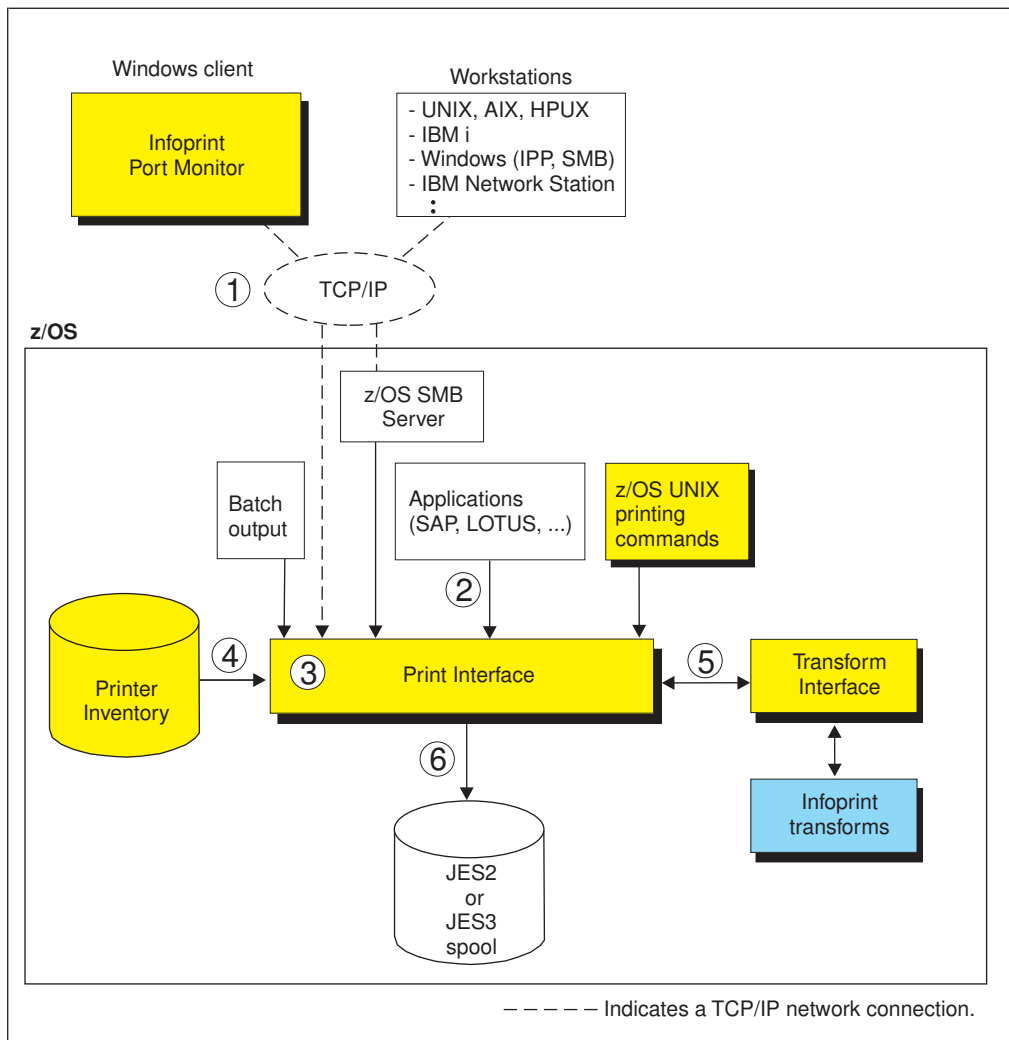 Windows client
Infoprint
Port Monitor
Workstations
- UNIX, AIX, HPUX
- IBM i
- Windows (IPP, SMB)
- IBM Network Station
:
1
TCP/IP
z/OS
z/OS SMB
Server
Batch
output
Applications
(SAP, LOTUS, ...)
z/OS UNIX
printing
commands
2
Printer
Inventory
4
3
Print Interface
5
Transform
Interface
6
Infoprint
transforms
JES2
or
JES3
spool
----- Indicates a TCP/IP network connection.